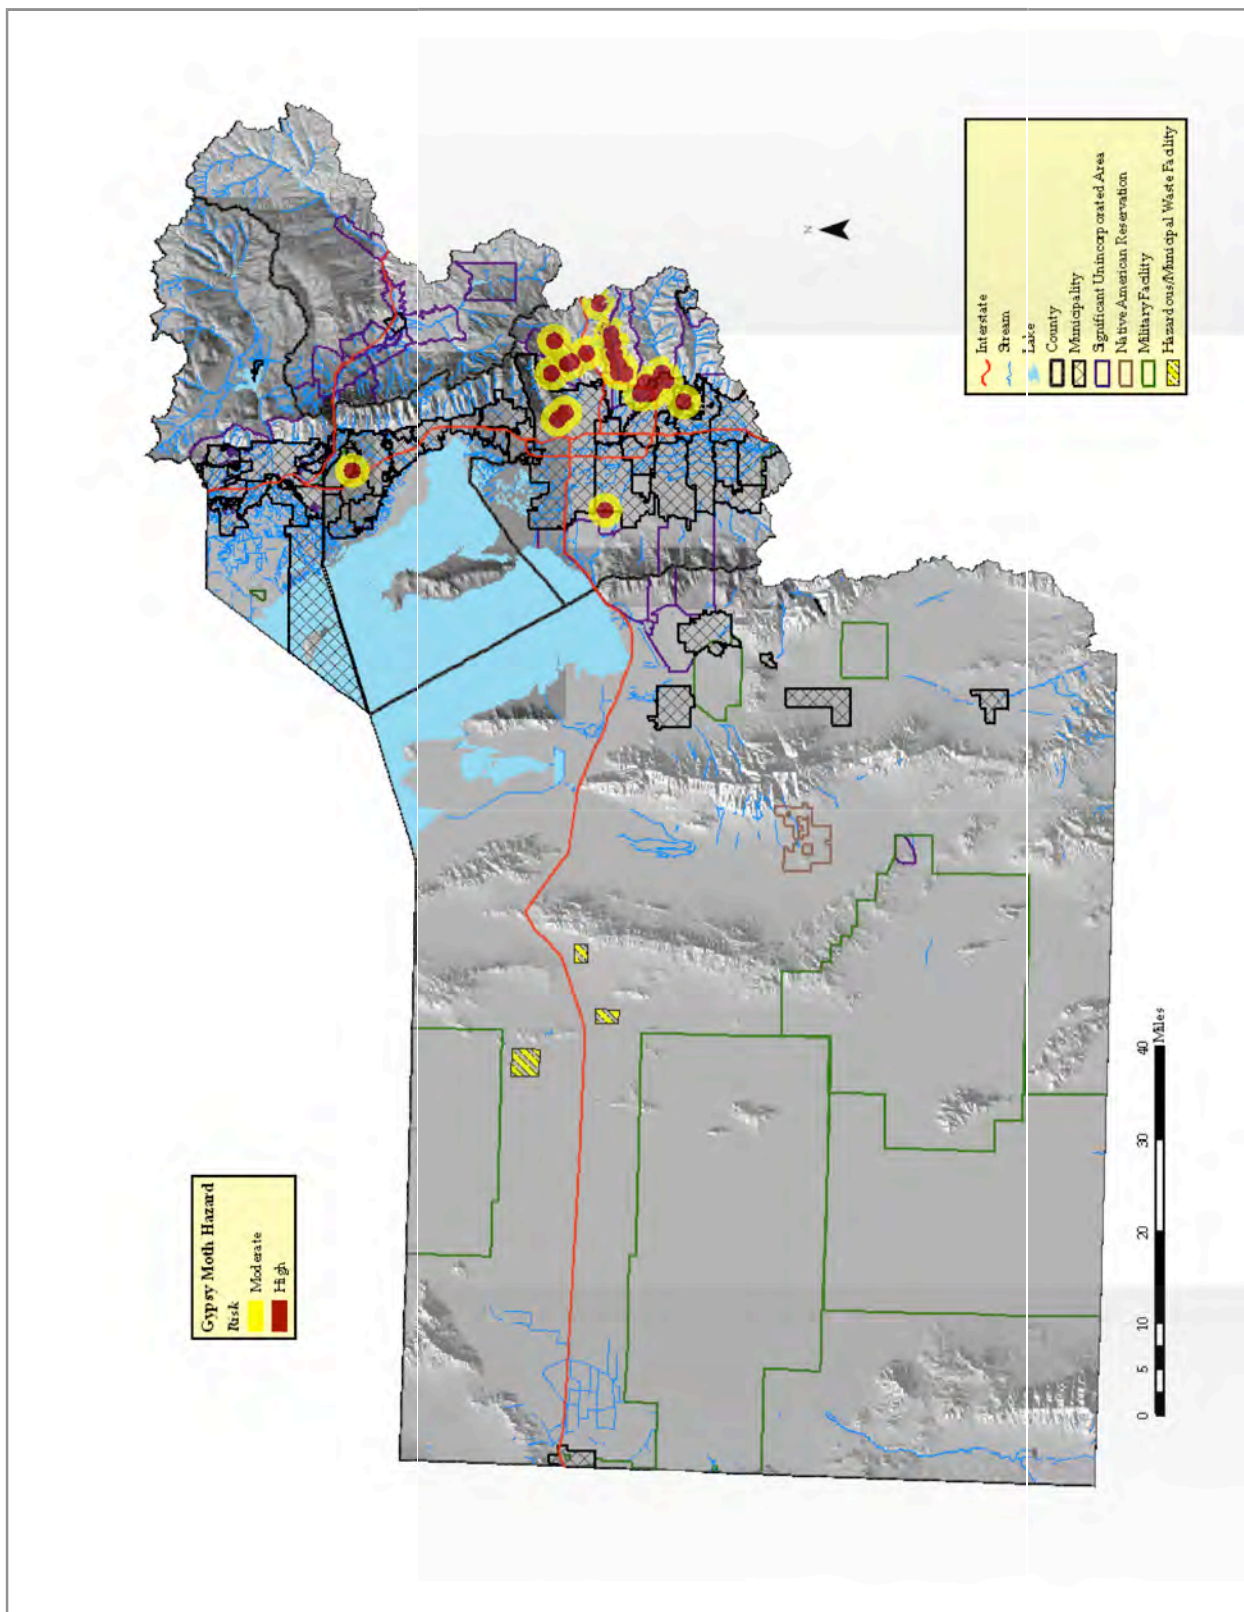 Gypsy Moth Hazard
Risk
Moderate
High
N
Interstate
Stream
Lake
County
Municipality
Significant Unincorporated Area
Native American Reservation
Military Facility
Hazardous/Municipal Waste Facility
0 5 10 20 30 40
Miles